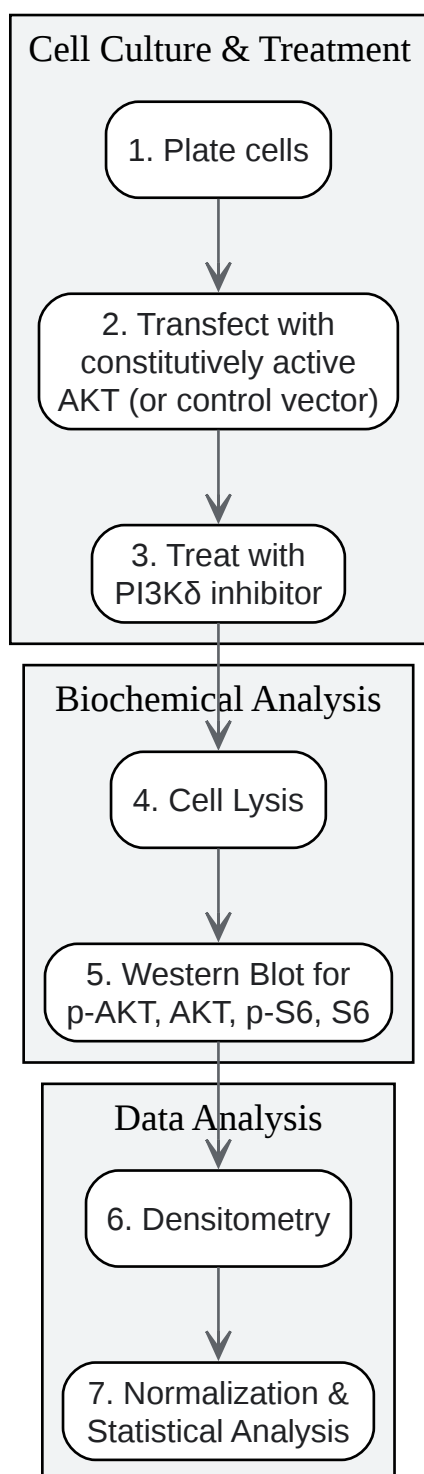 Cell Culture & Treatment
1. Plate cells
2. Transfect with
constitutively active
AKT (or control vector)
3. Treat with
PI3Kδ inhibitor
Biochemical Analysis
4. Cell Lysis
5. Western Blot for
p-AKT, AKT, p-S6, S6
Data Analysis
6. Densitometry
7. Normalization &
Statistical Analysis